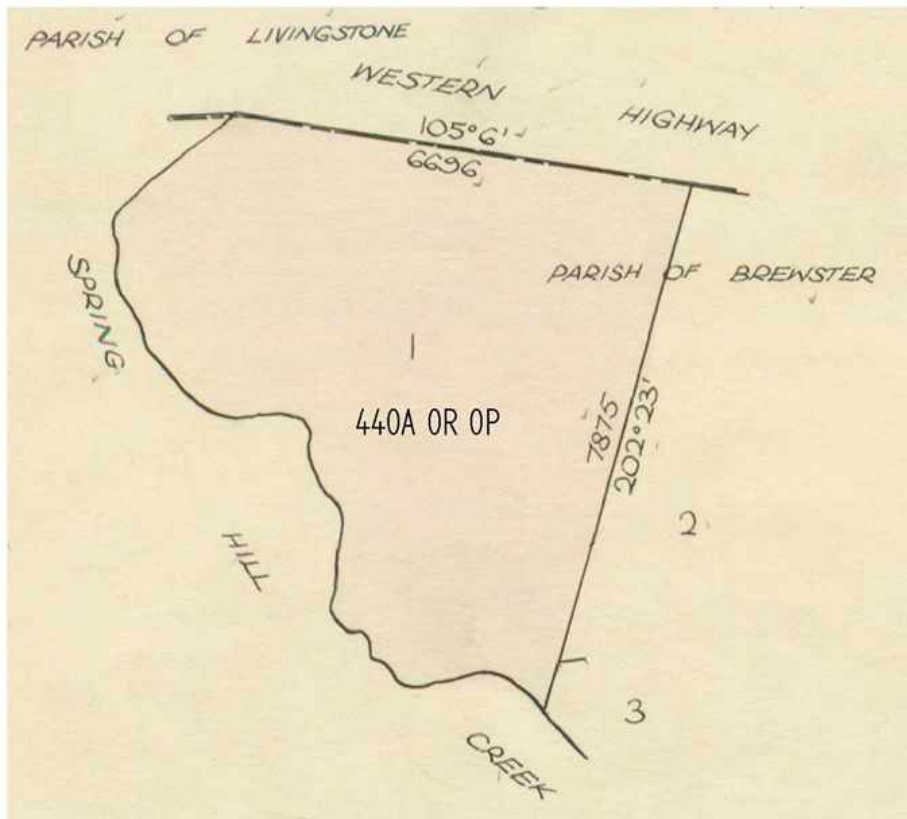 PARISH OF LIVINGSTONE
WESTERN HIGHWAY
105°6'
6696
PARISH OF BREWSTER
SPRING
1
440A 0R 0P
7875
202°23'
2
HILL
3
CREEK